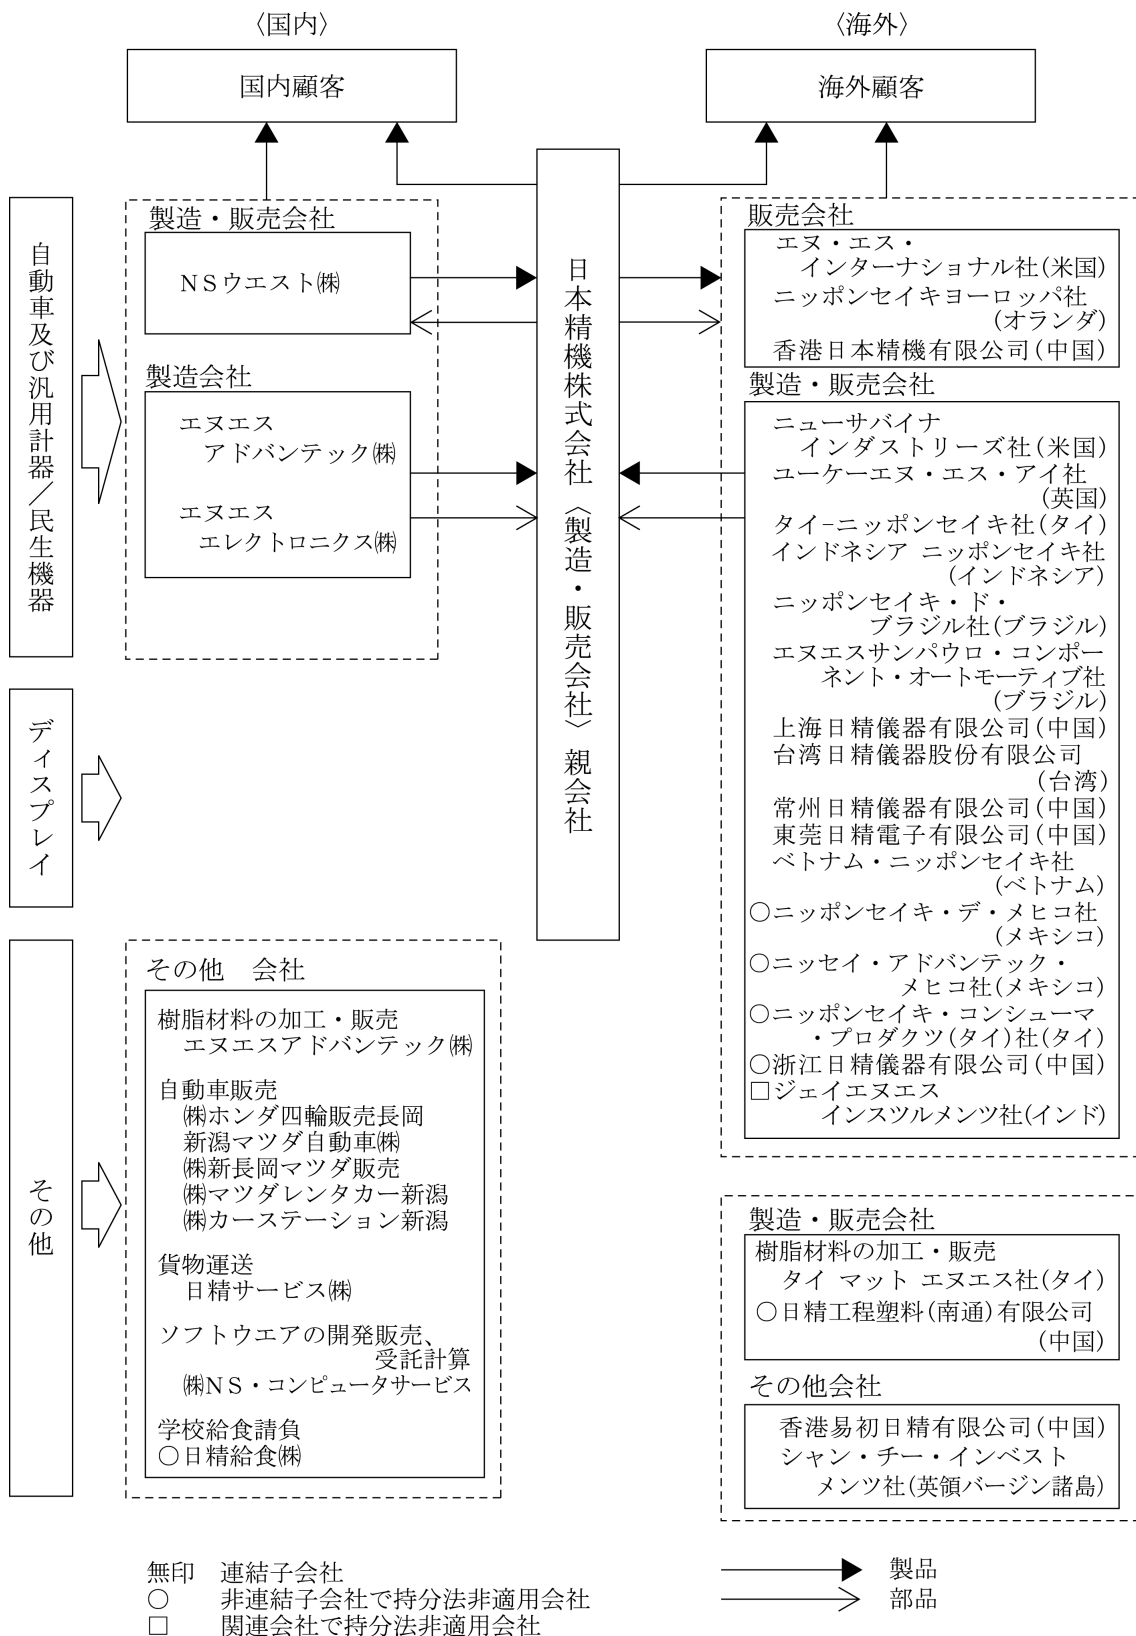 〈国内〉
〈海外〉
国内顧客
海外顧客
自動車及び汎用計器／民生機器
製造・販売会社
NSウエスト㈱
製造会社
エヌエス
アドバンテック㈱
エヌエス
エレクトロニクス㈱
日本精機株式会社〈製造・販売会社〉親会社
販売会社
エヌ・エス・
インターナショナル社(米国)
ニッポンセイキヨーロッパ社
(オランダ)
香港日本精機有限公司(中国)
製造・販売会社
ニューサバイナ
インダストリーズ社(米国)
ユーケーエヌ・エス・アイ社
(英国)
タイ-ニッポンセイキ社(タイ)
インドネシア ニッポンセイキ社
(インドネシア)
ニッポンセイキ・ド・
ブラジル社(ブラジル)
エヌエスサンパウロ・コンポー
ネント・オートモーティブ社
(ブラジル)
上海日精儀器有限公司(中国)
台湾日精儀器股份有限公司
(台湾)
常州日精儀器有限公司(中国)
東莞日精電子有限公司(中国)
ベトナム・ニッポンセイキ社
(ベトナム)
○ニッポンセイキ・デ・メヒコ社
(メキシコ)
○ニッセイ・アドバンテック・
メヒコ社(メキシコ)
○ニッポンセイキ・コンシューマ
・プロダクツ(タイ)社(タイ)
○浙江日精儀器有限公司(中国)
□ジェイエヌエス
インスツルメンツ社(インド)
ディスプレイ
その他
その他　会社
樹脂材料の加工・販売
エヌエスアドバンテック㈱
自動車販売
㈱ホンダ四輪販売長岡
新潟マツダ自動車㈱
㈱新長岡マツダ販売
㈱マツダレンタカー新潟
㈱カーステーション新潟
貨物運送
日精サービス㈱
ソフトウエアの開発販売、
受託計算
㈱NS・コンピュータサービス
学校給食請負
○日精給食㈱
製造・販売会社
樹脂材料の加工・販売
タイ マット エヌエス社(タイ)
○日精工程塑料(南通)有限公司
(中国)
その他会社
香港易初日精有限公司(中国)
シャン・チー・インベスト
メンツ社(英領バージン諸島)
無印　連結子会社
○　非連結子会社で持分法非適用会社
□　関連会社で持分法非適用会社
製品
部品